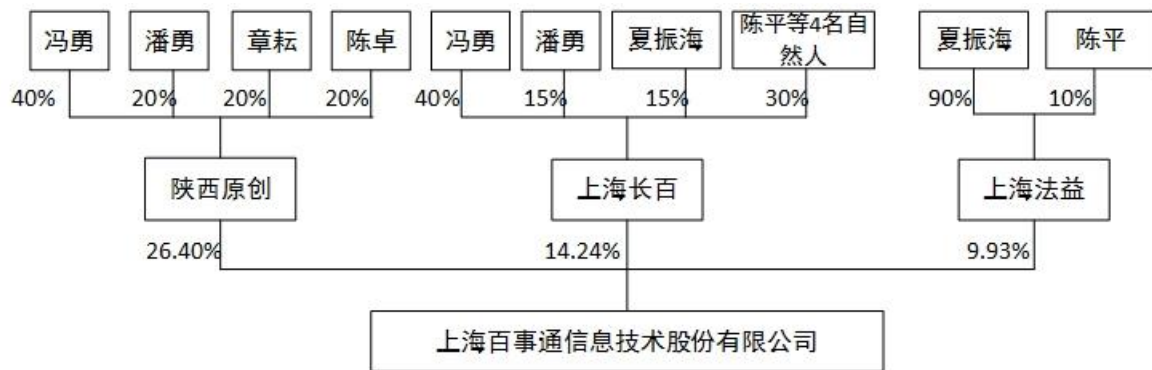 冯勇 潘勇 章耘 陈卓 冯勇 潘勇 夏振海 陈平等4名自然人 夏振海 陈平
40% 20% 20% 20% 40% 15% 15% 30% 90% 10%
陕西原创 上海长百 上海法益
26.40% 14.24% 9.93%
上海百事通信息技术股份有限公司